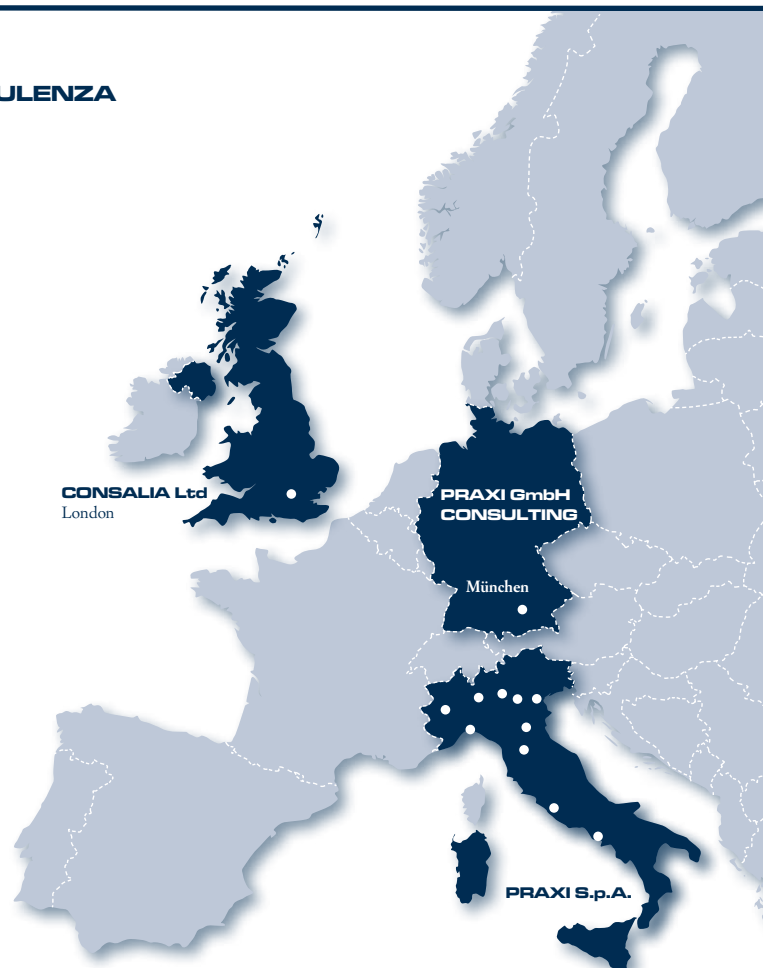 ULENZA
CONSALIA Ltd
London
PRAXI GmbH
CONSULTING
München
PRAXI S.p.A.